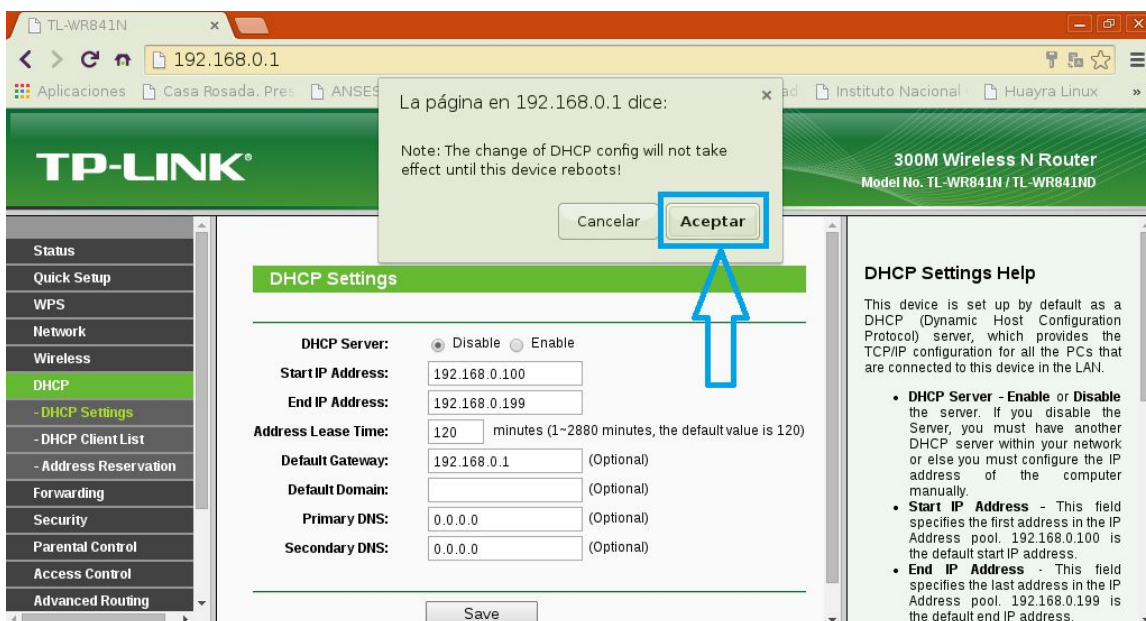 TL-WR841N
192.168.0.1
Aplicaciones Casa Rosada. Pres ANSES Instituto Nacional Huayra Linux »
La página en 192.168.0.1 dice:
Note: The change of DHCP config will not take
effect until this device reboots!
Cancelar Aceptar
TP-LINK®
300M Wireless N Router
Model No. TL-WR841N / TL-WR841ND
Status
Quick Setup
WPS
Network
Wireless
DHCP
- DHCP Settings
- DHCP Client List
- Address Reservation
Forwarding
Security
Parental Control
Access Control
Advanced Routing
DHCP Settings
DHCP Server: Disable Enable
Start IP Address: 192.168.0.100
End IP Address: 192.168.0.199
Address Lease Time: 120 minutes (1~2880 minutes, the default value is 120)
Default Gateway: 192.168.0.1 (Optional)
Default Domain: (Optional)
Primary DNS: 0.0.0.0 (Optional)
Secondary DNS: 0.0.0.0 (Optional)
Save
DHCP Settings Help
This device is set up by default as a
DHCP (Dynamic Host Configuration
Protocol) server, which provides the
TCP/IP configuration for all the PCs that
are connected to this device in the LAN.
• DHCP Server - Enable or Disable
the server. If you disable the
Server, you must have another
DHCP server within your network
or else you must configure the IP
address of the computer
manually.
• Start IP Address - This field
specifies the first address in the IP
Address pool. 192.168.0.100 is
the default start IP address.
• End IP Address - This field
specifies the last address in the IP
Address pool. 192.168.0.199 is
the default end IP address.